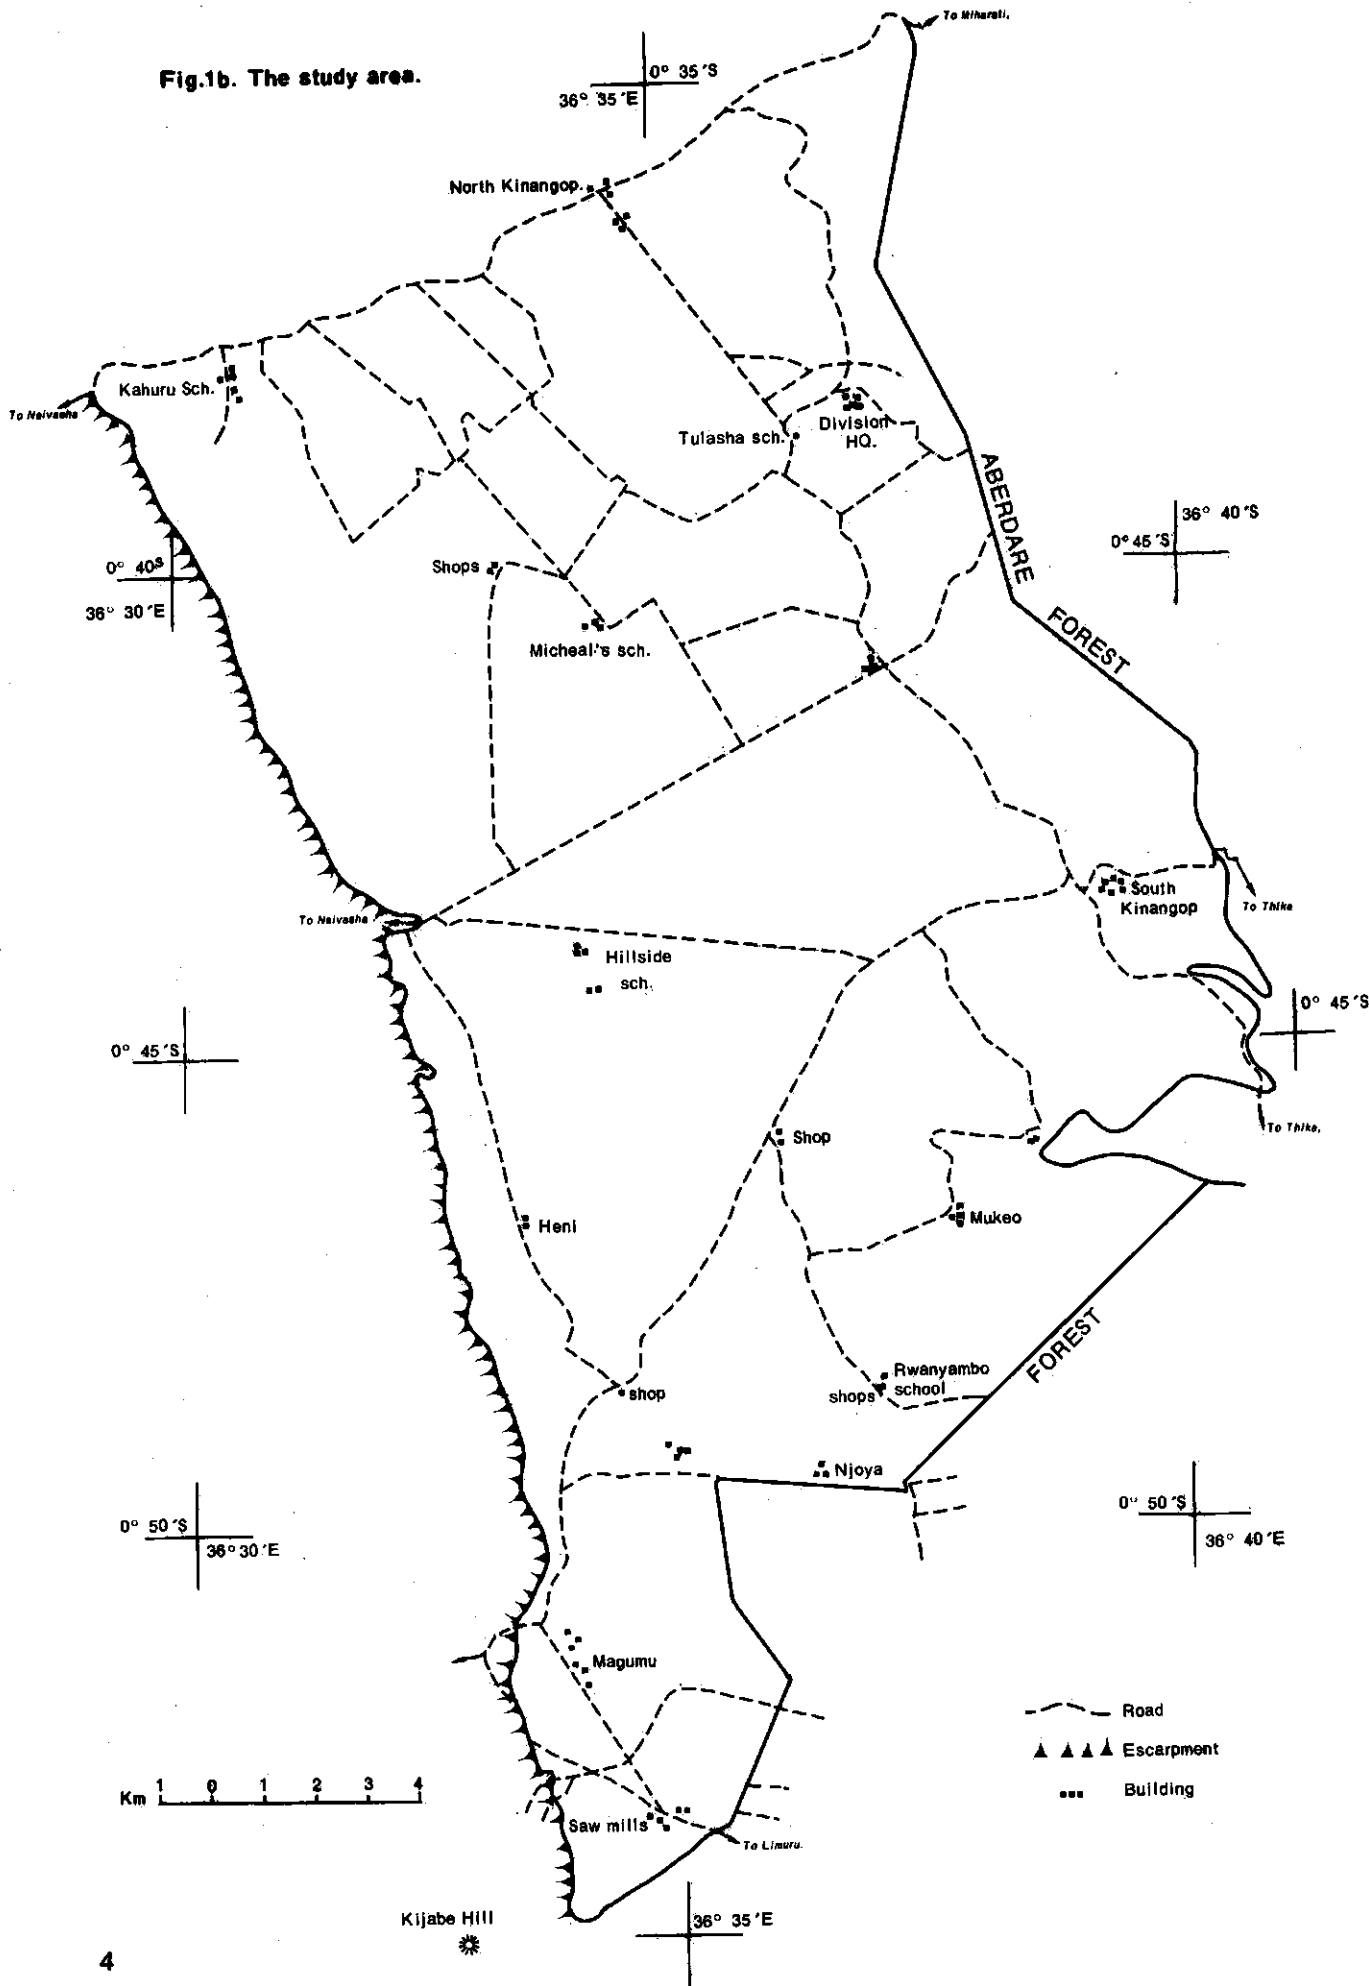 To Miharati,
Fig.1b. The study area.
0° 35'S
36° 35'E
North Kinangop.
Kahuru Sch.
To Naivasha
Tulasha sch.
Division
HQ.
ABERDARE
36° 40'S
0° 45'S
Shops
0° 40S
36° 30'E
FOREST
Micheal's sch.
South
Kinangop
To Thika
To Naivasha
Hillside
sch.
0° 45'S
0° 45'S
To Thika,
Shop
Mukeo
Heni
FOREST
Rwanyambo
school
shops
shop
Njoya
0° 50'S
36° 30'E
0° 50'S
36° 40'E
Magumu
Road
Escarpment
Building
Km 1 0 1 2 3 4
Saw mills
To Limuru.
Kijabe Hill
36° 35'E
4